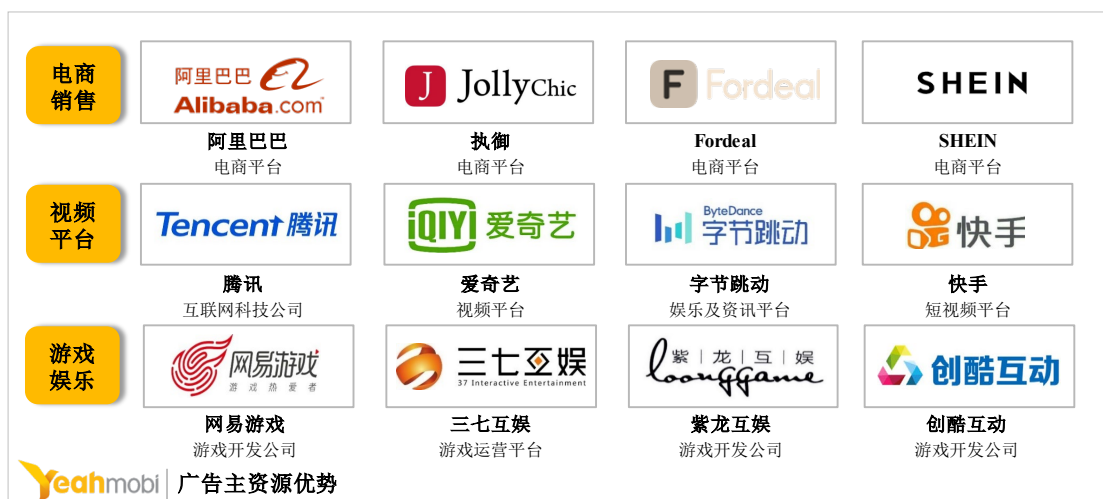 电商
销售
阿里巴巴
Alibaba.com
J JollyChic
F Fordeal
SHEIN
阿里巴巴
执御
Fordeal
SHEIN
电商平台
电商平台
电商平台
电商平台
视频
平台
Tencent 腾讯
iQIYI 爱奇艺
ByteDance
字节跳动
快手
腾讯
爱奇艺
字节跳动
快手
互联网科技公司
视频平台
娱乐及资讯平台
短视频平台
游戏
娱乐
网易游戏
游戏热爱者
三七互娱
37 Interactive Entertainment
紫|龙|互|娱
loonggame
创酷互动
网易游戏
三七互娱
紫龙互娱
创酷互动
游戏开发公司
游戏运营平台
游戏开发公司
游戏开发公司
Yeahmobi 广告主资源优势